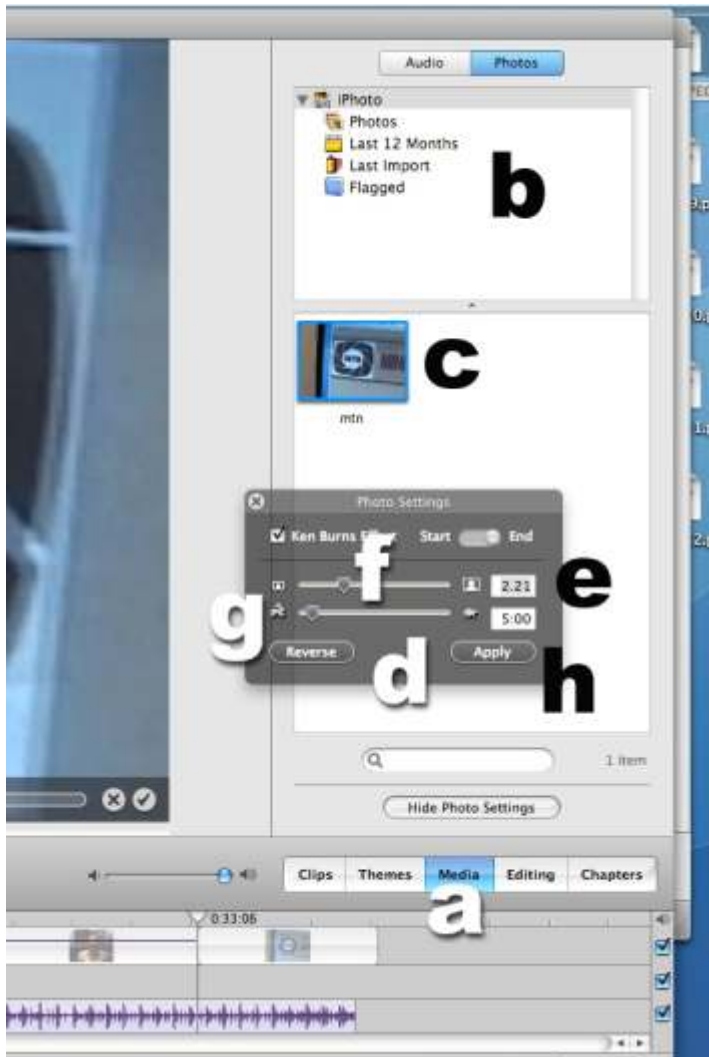 Audio Photos
iPhoto
Photos
Last 12 Months
Last Import
Flagged
b
c
mtn
Photo Settings
Ken Burns Effect Start End
f
e
2.21
g
5:00
Reverse Apply
d
h
1 item
Hide Photo Settings
Clips Themes Media Editing Chapters
a
0:33:06